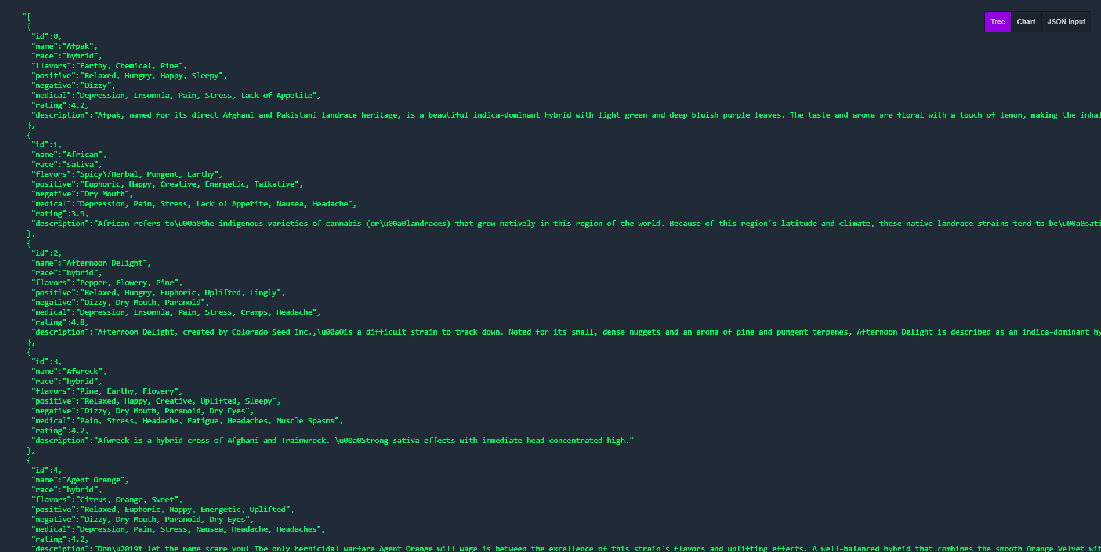 "[
{
"id":0,
"name":"Afpak",
"race":"hybrid",
"flavors":"Earthy, Chemical, Pine",
"positive":"Relaxed, Hungry, Happy, Sleepy",
"negative":"Dizzy",
"medical":"Depression, Insomnia, Pain, Stress, Lack of Appetite",
"rating":4.2,
"description":"Afpak, named for its direct Afghani and Pakistani landrace heritage, is a beautiful indica-dominant hybrid with light green and deep bluish purple leaves. The taste and aroma are floral with a touch of lemon, making the inhal
},
{
"id":1,
"name":"African",
"race":"sativa",
"flavors":"Spicy\/Herbal, Pungent, Earthy",
"positive":"Euphoric, Happy, Creative, Energetic, Talkative",
"negative":"Dry Mouth",
"medical":"Depression, Pain, Stress, Lack of Appetite, Nausea, Headache",
"rating":3.9,
"description":"African refers to\u00a0the indigenous varieties of cannabis (or\u00a0landraces) that grow natively in this region of the world. Because of this region's latitude and climate, these native landrace strains tend to be\u00a0sati
},
{
"id":2,
"name":"Afternoon Delight",
"race":"hybrid",
"flavors":"Pepper, Flowery, Pine",
"positive":"Relaxed, Hungry, Euphoric, Uplifted, Tingly",
"negative":"Dizzy, Dry Mouth, Paranoid",
"medical":"Depression, Insomnia, Pain, Stress, Cramps, Headache",
"rating":4.8,
"description":"Afternoon Delight, created by Colorado Seed Inc.,\u00a0is a difficult strain to track down. Noted for its small, dense nuggets and an aroma of pine and pungent terpenes, Afternoon Delight is described as an indica-dominant hy
},
{
"id":3,
"name":"Afwreck",
"race":"hybrid",
"flavors":"Pine, Earthy, Flowery",
"positive":"Relaxed, Happy, Creative, Uplifted, Sleepy",
"negative":"Dizzy, Dry Mouth, Paranoid, Dry Eyes",
"medical":"Pain, Stress, Headache, Fatigue, Headaches, Muscle Spasms",
"rating":4.2,
"description":"Afwreck is a hybrid cross of Afghani and Trainwreck. \u00a0Strong sativa effects with immediate head concentrated high."
},
{
"id":4,
"name":"Agent Orange",
"race":"hybrid",
"flavors":"Citrus, Orange, Sweet",
"positive":"Relaxed, Euphoric, Happy, Energetic, Uplifted",
"negative":"Dizzy, Dry Mouth, Paranoid, Dry Eyes",
"medical":"Depression, Pain, Stress, Nausea, Headache, Headaches",
"rating":4.2,
"description":"Don\u2019t let the name scare you! The only herbicidal warfare Agent Orange will wage is between the excellence of this strain's flavors and uplifting effects. A well-balanced hybrid that combines the smooth Orange Velvet wit
Tree
Chart
JSON Input